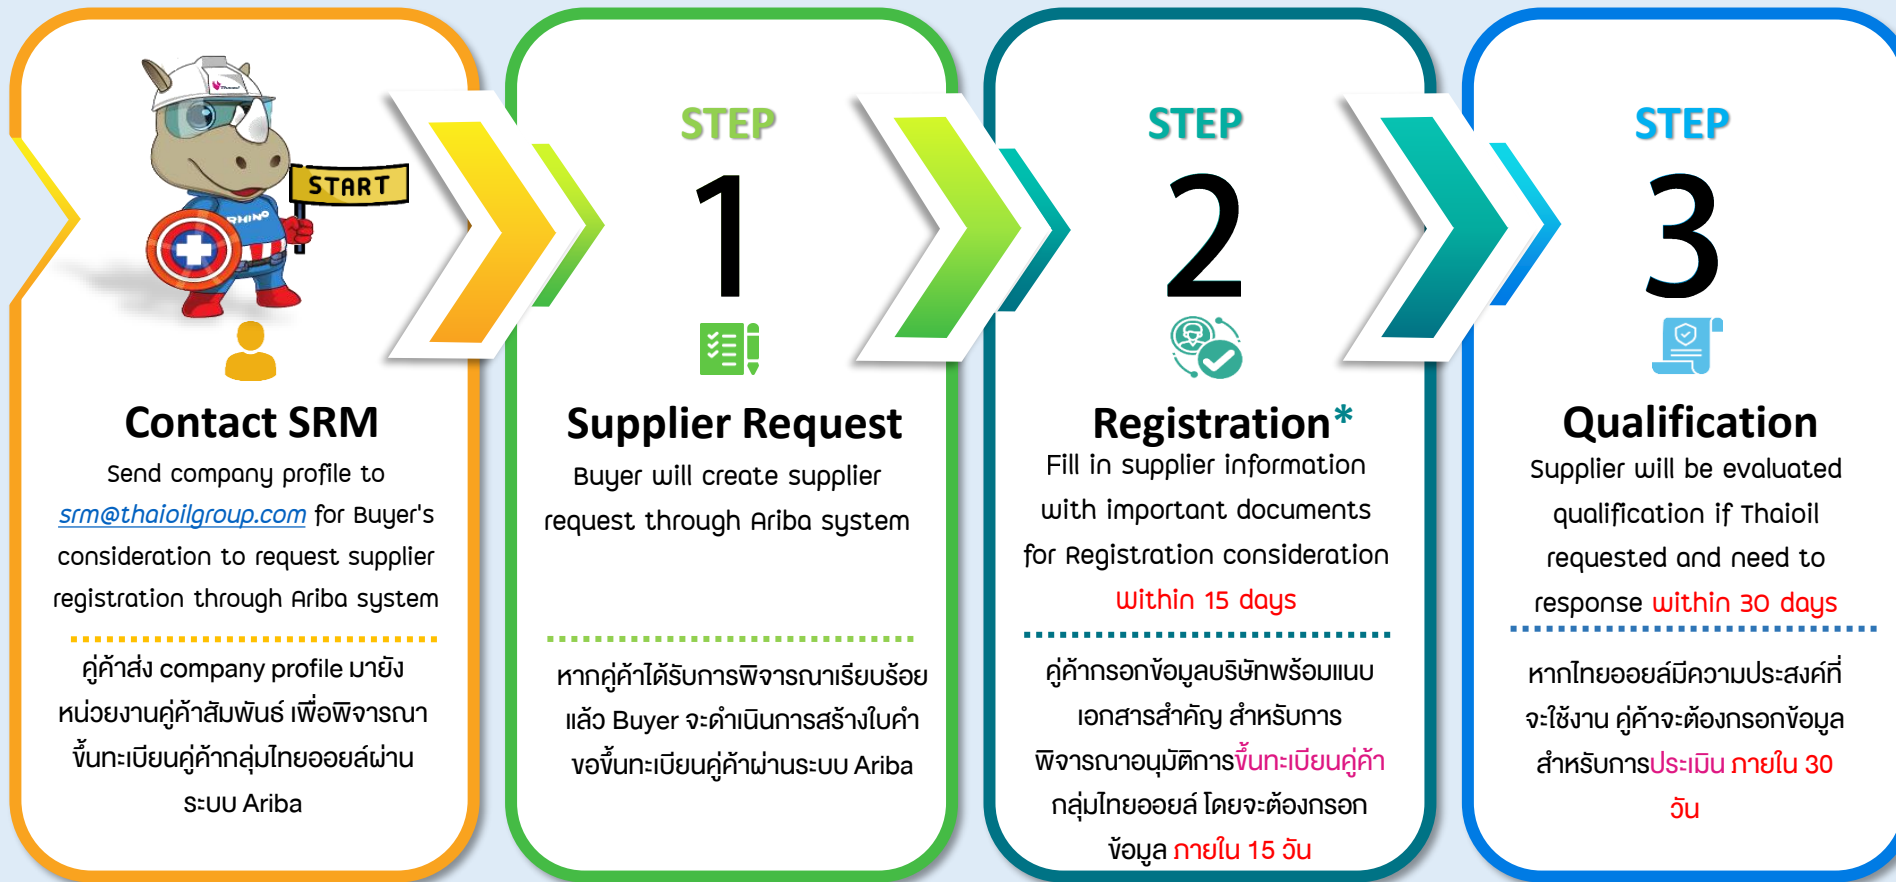 START
RHINO
Contact SRM
Send company profile to
srm@thaioilgroup.com for Buyer's
consideration to request supplier
registration through Ariba system
คู่ค้าส่ง company profile มายัง
หน่วยงานคู่ค้าสัมพันธ์ เพื่อพิจารณา
ขึ้นทะเบียนคู่ค้ากลุ่มไทยออยล์ผ่าน
ระบบ Ariba
STEP
1
Supplier Request
Buyer will create supplier
request through Ariba system
หากคู่ค้าได้รับการพิจารณาเรียบร้อย
แล้ว Buyer จะดำเนินการสร้างใบคำ
ขอขึ้นทะเบียนคู่ค้าผ่านระบบ Ariba
STEP
2
Registration*
Fill in supplier information
with important documents
for Registration consideration
Within 15 days
คู่ค้ากรอกข้อมูลบริษัทพร้อมแนบ
เอกสารสำคัญ สำหรับการ
พิจารณาอนุมัติการขึ้นทะเบียนคู่ค้า
กลุ่มไทยออยล์ โดยจะต้องกรอก
ข้อมูล ภายใน 15 วัน
STEP
3
Qualification
Supplier will be evaluated
qualification if Thaioil
requested and need to
response within 30 days
หากไทยออยล์มีความประสงค์ที่
จะใช้งาน คู่ค้าจะต้องกรอกข้อมูล
สำหรับการประเมิน ภายใน 30
วัน